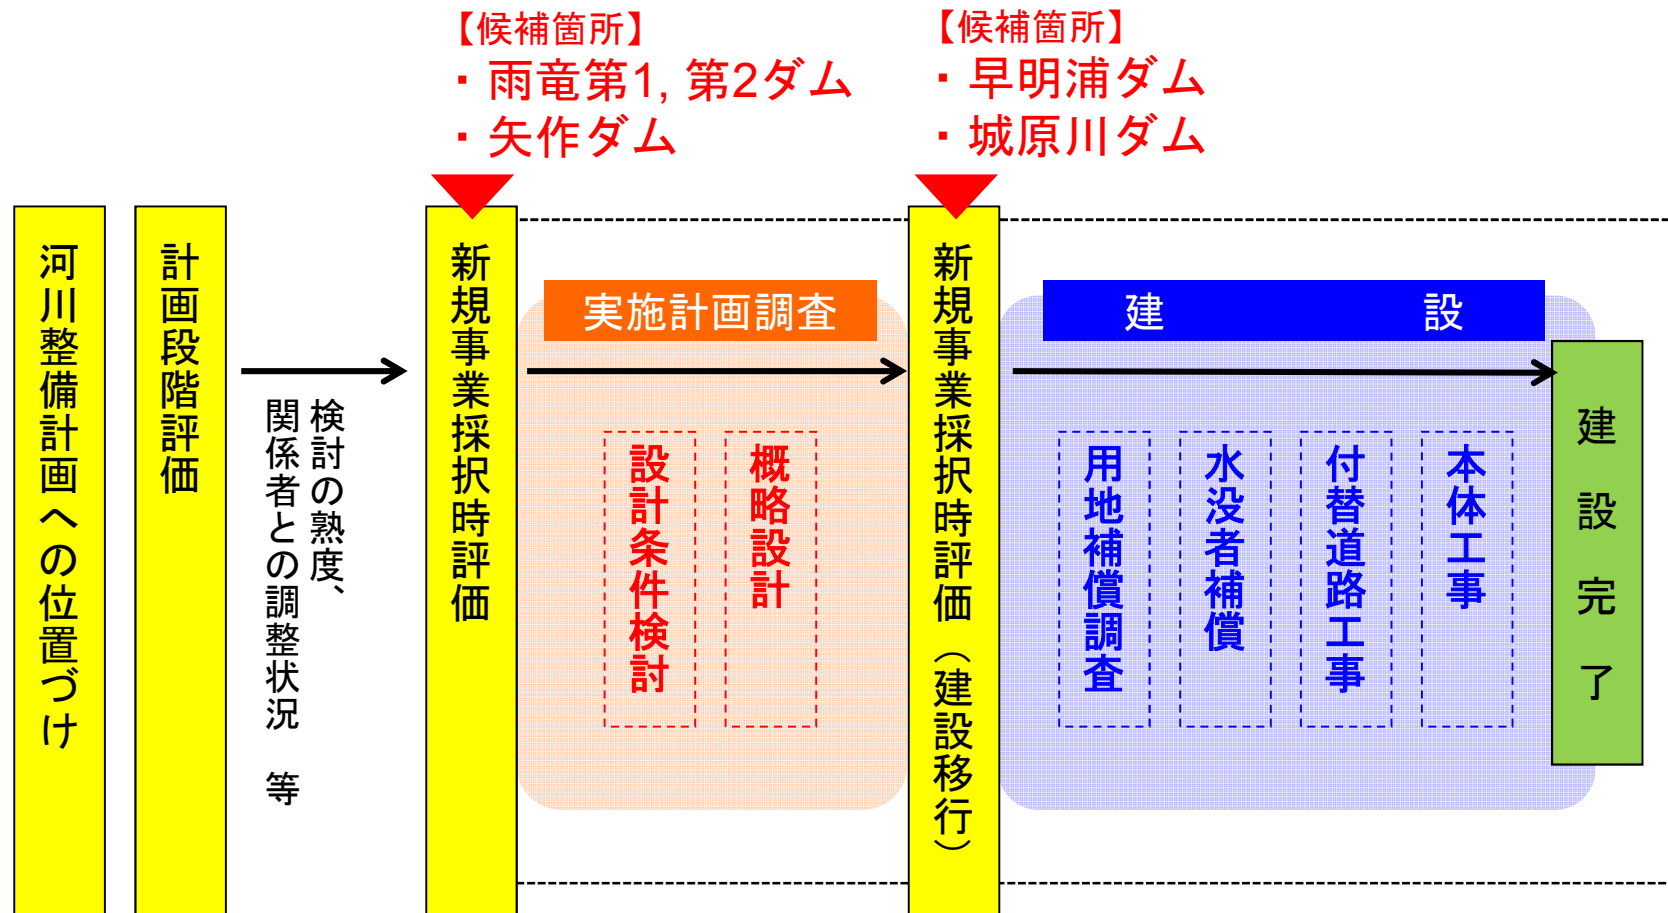 【候補箇所】
・雨竜第1, 第2ダム
・矢作ダム
【候補箇所】
・早明浦ダム
・城原川ダム
河川整備計画への位置づけ
計画段階評価
検討の熟度、
関係者との調整状況　等
新規事業採択時評価
実施計画調査
設計条件検討
概略設計
新規事業採択時評価（建設移行）
建　設
用地補償調査
水没者補償
付替道路工事
本体工事
建設完了